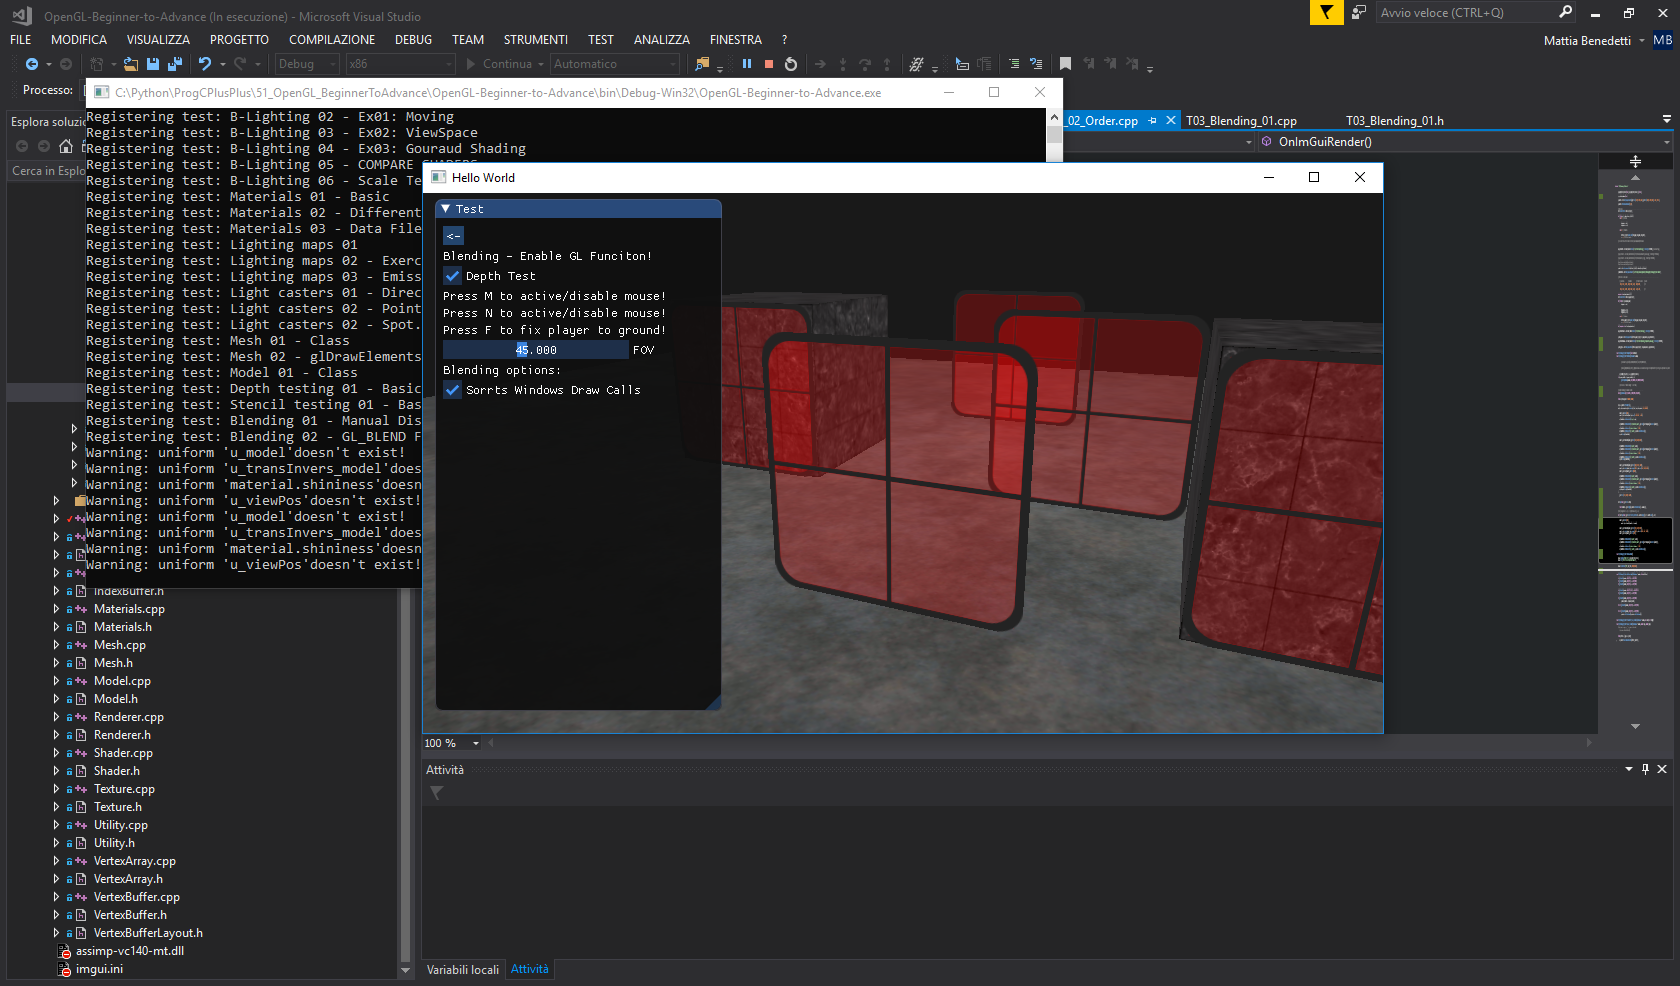 OpenGL-Beginner-to-Advance (In esecuzione) - Microsoft Visual Studio
Avvio veloce (CTRL+Q)
FILE MODIFICA VISUALIZZA PROGETTO COMPILAZIONE DEBUG TEAM STRUMENTI TEST ANALIZZA FINESTRA ?
Mattia Benedetti MB
Debug x86 Continua Automatico
Processo:
C:\Python\ProgCPlusPlus\51_OpenGL_BeginnerToAdvance\OpenGL-Beginner-to-Advance\bin\Debug-Win32\OpenGL-Beginner-to-Advance.exe
Esplora soluzio
_02_Order.cpp T03_Blending_01.cpp T03_Blending_01.h
OnImGuiRender()
Cerca in Esplo
Registering test: B-Lighting 02 - Ex01: Moving
Registering test: B-Lighting 03 - Ex02: ViewSpace
Registering test: B-Lighting 04 - Ex03: Gouraud Shading
Registering test: B-Lighting 05 - COMPARE SHADERS
Registering test: B-Lighting 06 - Scale Te
Registering test: Materials 01 - Basic
Registering test: Materials 02 - Different
Registering test: Materials 03 - Data File
Registering test: Lighting maps 01
Registering test: Lighting maps 02 - Exerc
Registering test: Lighting maps 03 - Emiss
Registering test: Light casters 01 - Direc
Registering test: Light casters 02 - Point
Registering test: Light casters 02 - Spot.
Registering test: Mesh 01 - Class
Registering test: Mesh 02 - glDrawElements
Registering test: Model 01 - Class
Registering test: Depth testing 01 - Basic
Registering test: Stencil testing 01 - Bas
Registering test: Blending 01 - Manual Dis
Registering test: Blending 02 - GL_BLEND F
Warning: uniform 'u_model'doesn't exist!
Warning: uniform 'u_transInvers_model'does
Warning: uniform 'material.shininess'doesn
Warning: uniform 'u_viewPos'doesn't exist!
Warning: uniform 'u_model'doesn't exist!
Warning: uniform 'u_transInvers_model'does
Warning: uniform 'material.shininess'doesn
Warning: uniform 'u_viewPos'doesn't exist!
Hello World
Test
<-
Blending - Enable GL Funciton!
Depth Test
Press M to active/disable mouse!
Press N to active/disable mouse!
Press F to fix player to ground!
45.000 FOV
Blending options:
Sorrts Windows Draw Calls
IndexBuffer.h
Materials.cpp
Materials.h
Mesh.cpp
Mesh.h
Model.cpp
Model.h
Renderer.cpp
Renderer.h
Shader.cpp
Shader.h
Texture.cpp
Texture.h
Utility.cpp
Utility.h
VertexArray.cpp
VertexArray.h
VertexBuffer.cpp
VertexBuffer.h
VertexBufferLayout.h
assimp-vc140-mt.dll
imgui.ini
100 %
Attività
Variabili locali Attività